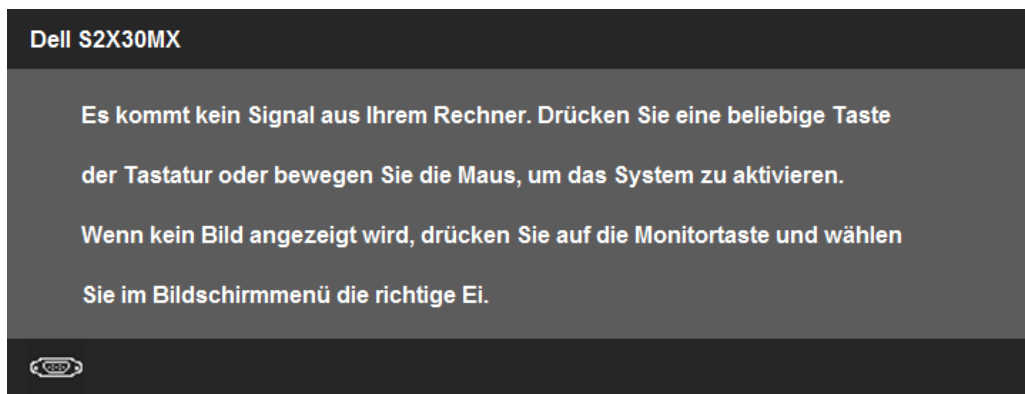 Dell S2X30MX
Es kommt kein Signal aus Ihrem Rechner. Drücken Sie eine beliebige Taste
der Tastatur oder bewegen Sie die Maus, um das System zu aktivieren.
Wenn kein Bild angezeigt wird, drücken Sie auf die Monitortaste und wählen
Sie im Bildschirmmenü die richtige Ei.